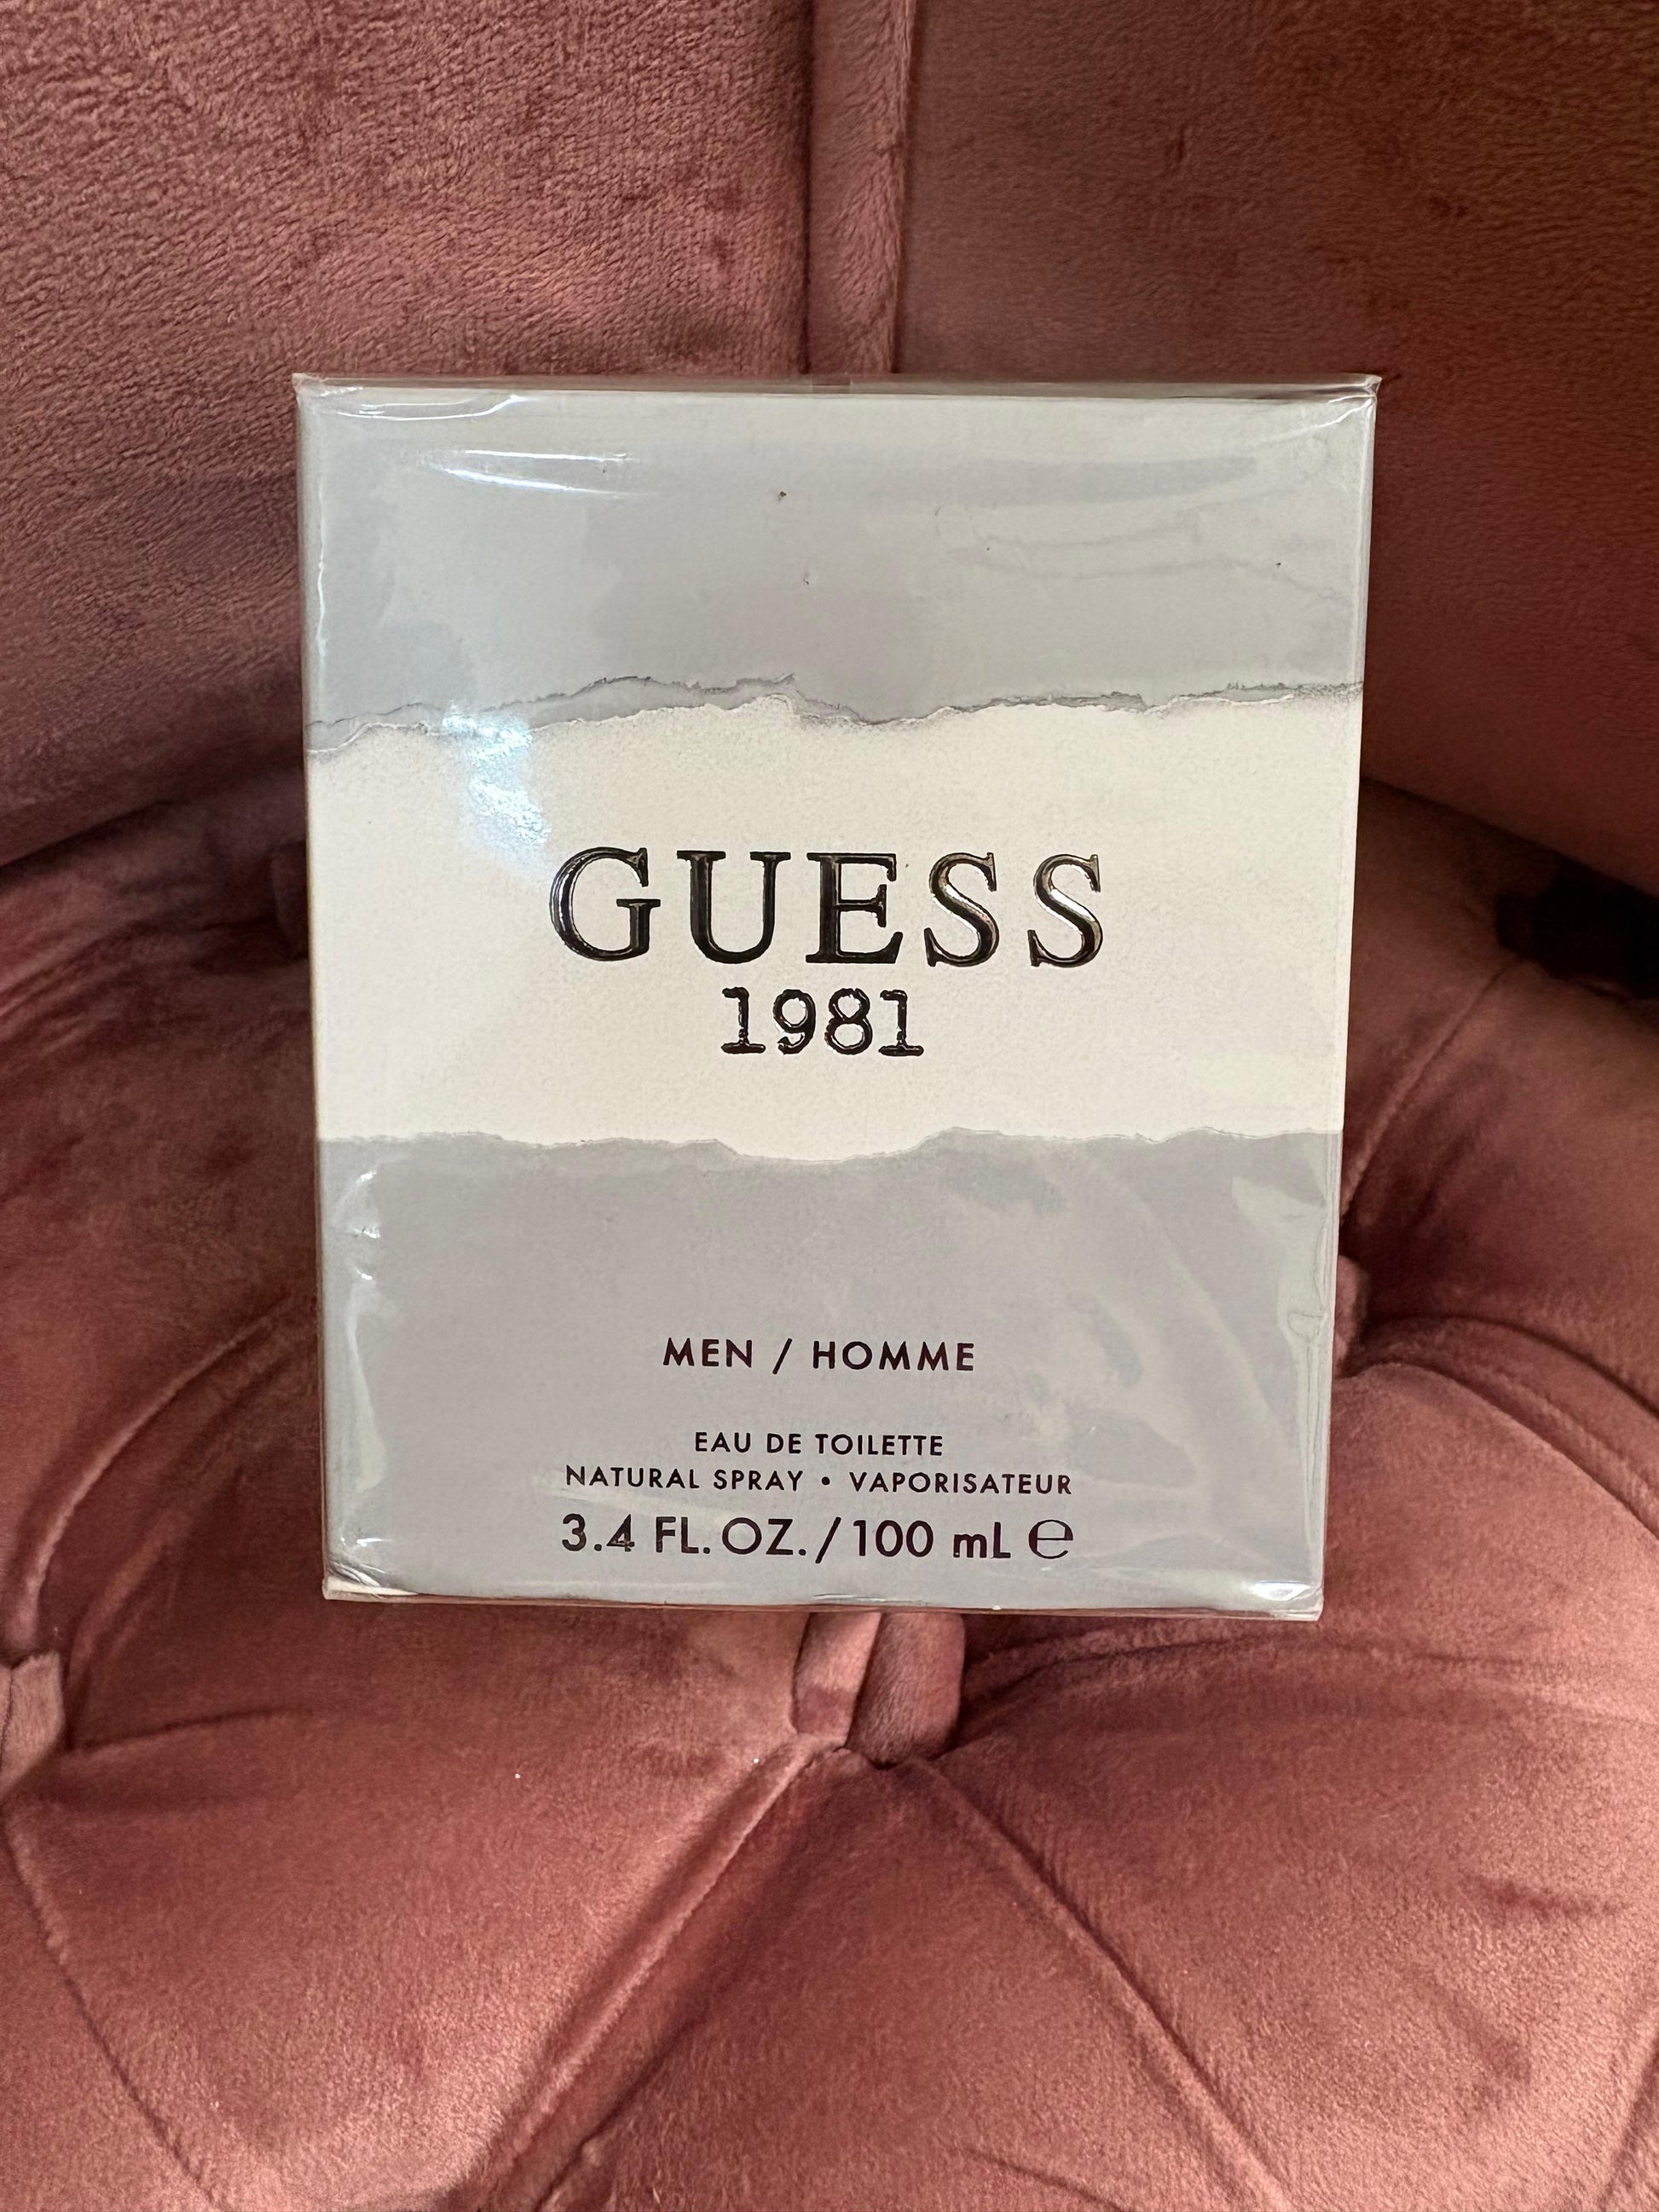 GUESS
1981
MEN / HOMME
EAU DE TOILETTE
NATURAL SPRAY • VAPORISATEUR
3.4 FL. OZ. / 100 mL ℮